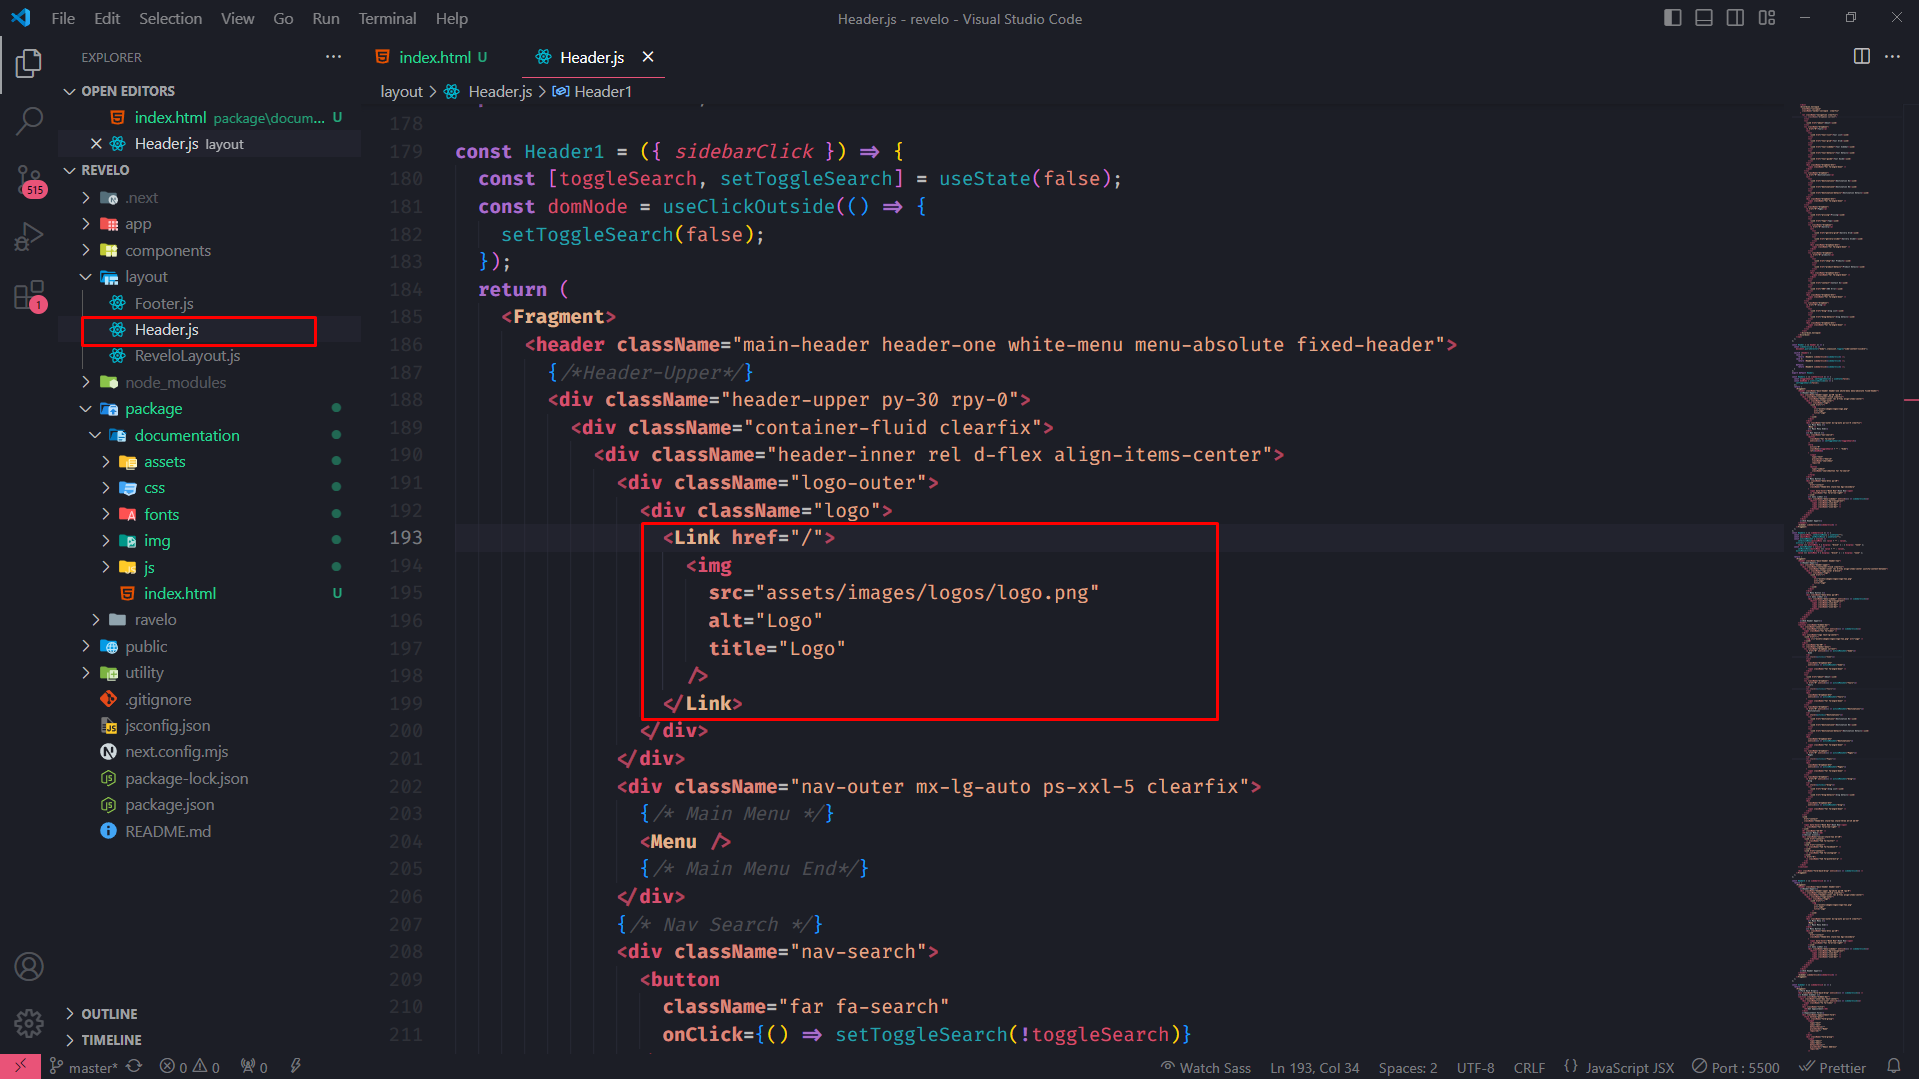 File Edit Selection View Go Run Terminal Help
Header.js - revelo - Visual Studio Code
EXPLORER
OPEN EDITORS
index.html package\docum... U
Header.js layout
REVELO
.next
app
components
layout
Footer.js
Header.js
ReveloLayout.js
node_modules
package
documentation
assets
css
fonts
img
js
index.html U
ravelo
public
utility
.gitignore
jsconfig.json
next.config.mjs
package-lock.json
package.json
README.md
OUTLINE
TIMELINE
515
1
index.html U
Header.js
layout > Header.js > Header1
178
179 const Header1 = ({ sidebarClick }) => {
180 const [toggleSearch, setToggleSearch] = useState(false);
181 const domNode = useClickOutside(() => {
182 setToggleSearch(false);
183 });
184 return (
185 <Fragment>
186 <header className="main-header header-one white-menu menu-absolute fixed-header">
187 {/*Header-Upper*/}
188 <div className="header-upper py-30 rpy-0">
189 <div className="container-fluid clearfix">
190 <div className="header-inner rel d-flex align-items-center">
191 <div className="logo-outer">
192 <div className="logo">
193 <Link href="/">
194 <img
195 src="assets/images/logos/logo.png"
196 alt="Logo"
197 title="Logo"
198 />
199 </Link>
200 </div>
201 </div>
202 <div className="nav-outer mx-lg-auto ps-xxl-5 clearfix">
203 {/* Main Menu */}
204 <Menu />
205 {/* Main Menu End*/}
206 </div>
207 {/* Nav Search */}
208 <div className="nav-search">
209 <button
210 className="far fa-search"
211 onClick={() => setToggleSearch(!toggleSearch)}
master* 0 0 0
Watch Sass Ln 193, Col 34 Spaces: 2 UTF-8 CRLF {} JavaScript JSX Port : 5500 Prettier